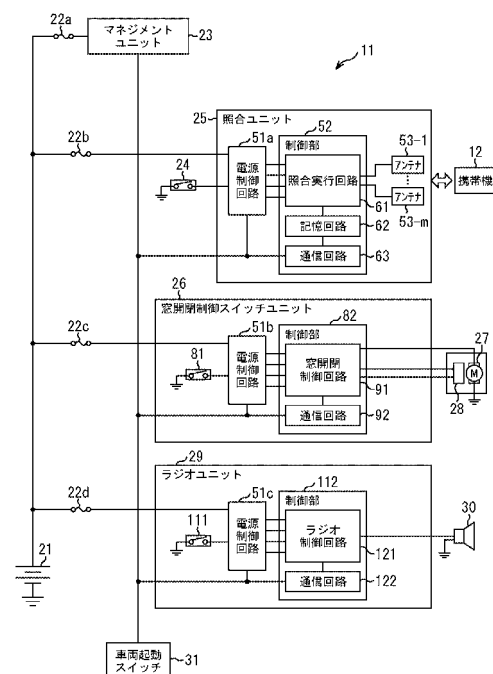 22a
マネジメント
ユニット
23
11
25
照合ユニット
51a
52
22b
24
電源
制御
回路
制御部
照合実行回路
61
記憶回路
62
通信回路
63
53-1
アンテナ
アンテナ
53-m
12
携帯機
26
窓開閉制御スイッチユニット
22c
51b
82
81
電源
制御
回路
制御部
窓開閉
制御回路
91
通信回路
92
27
M
28
29
ラジオユニット
22d
51c
112
111
電源
制御
回路
制御部
ラジオ
制御回路
121
通信回路
122
30
21
車両起動
スイッチ
31